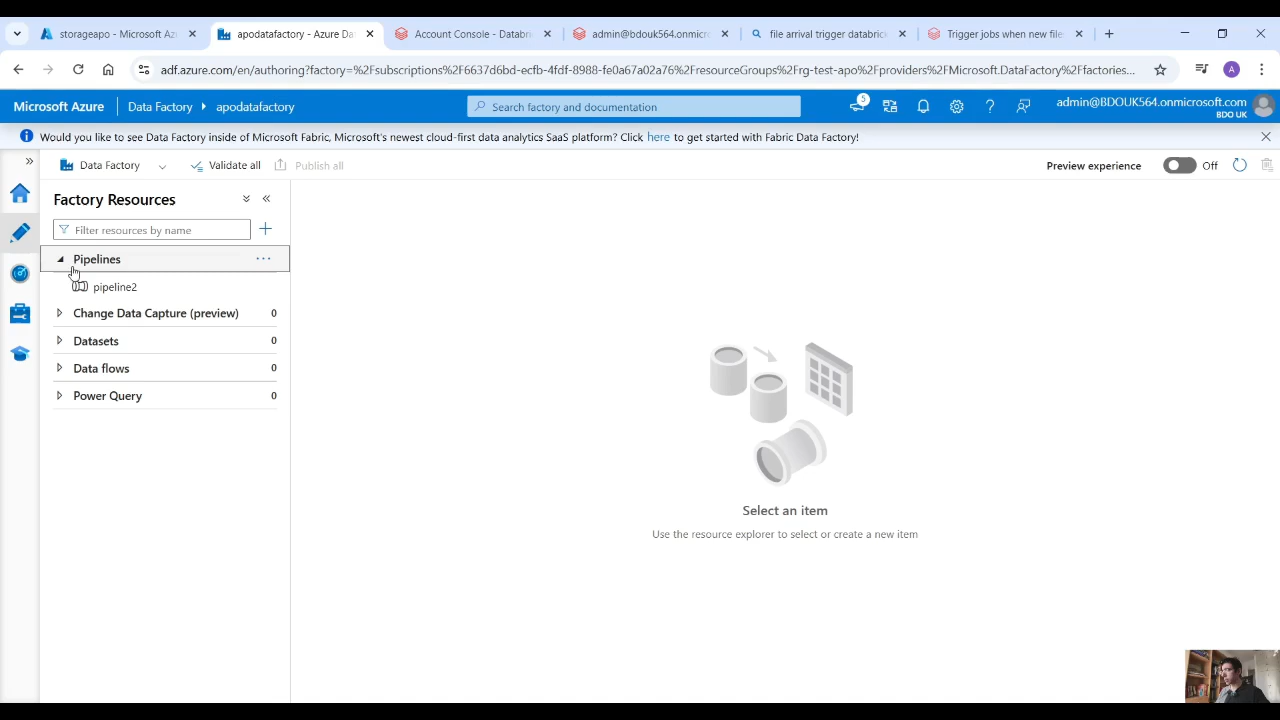 storageapo - Microsoft Az
apodatafactory - Azure Da
Account Console - Databri
admin@bdouk564.onmicro
file arrival trigger databrick
Trigger jobs when new files
adf.azure.com/en/authoring?factory=%2Fsubscriptions%2F6637d6bd-ecfb-4fdf-8988-fe0a67a02a76%2FresourceGroups%2Frg-test-apo%2Fproviders%2FMicrosoft.DataFactory%2Ffactories...
A
Microsoft Azure
Data Factory
apodatafactory
Search factory and documentation
5
admin@BDOUK564.onmicrosoft.com
BDO UK
Would you like to see Data Factory inside of Microsoft Fabric, Microsoft's newest cloud-first data analytics SaaS platform? Click here to get started with Fabric Data Factory!
Data Factory
Validate all
Publish all
Preview experience
Off
Factory Resources
Filter resources by name
Pipelines
pipeline2
Change Data Capture (preview) 0
Datasets 0
Data flows 0
Power Query 0
Select an item
Use the resource explorer to select or create a new item